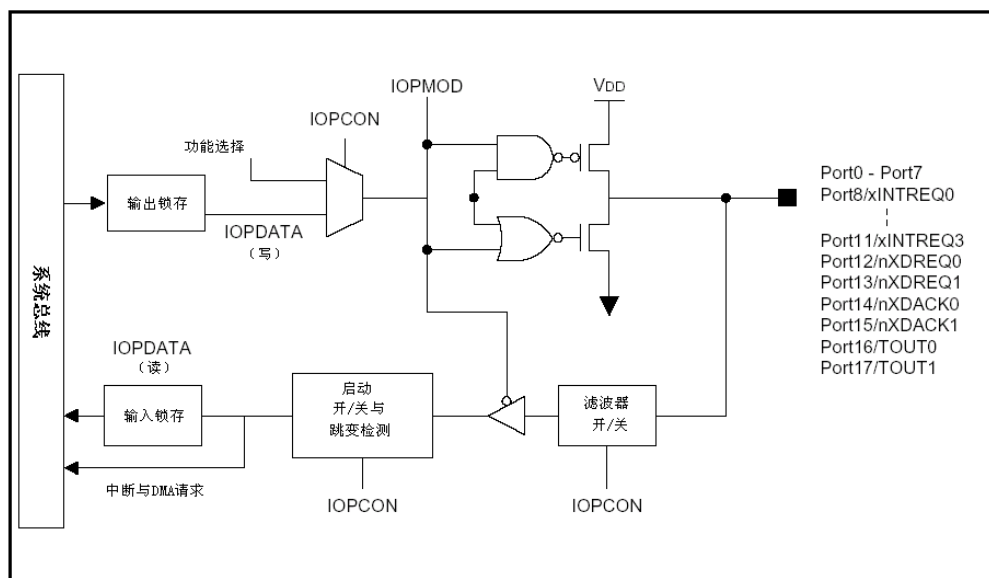 IOPMOD
VDD
IOPCON
功能选择
输出锁存
IOPDATA
（写）
系统总线
Port0 - Port7
Port8/xINTREQ0
Port11/xINTREQ3
Port12/nXDREQ0
Port13/nXDREQ1
Port14/nXDACK0
Port15/nXDACK1
Port16/TOUT0
Port17/TOUT1
IOPDATA
（读）
输入锁存
启动
开/关与
跳变检测
滤波器
开/关
中断与DMA请求
IOPCON
IOPCON